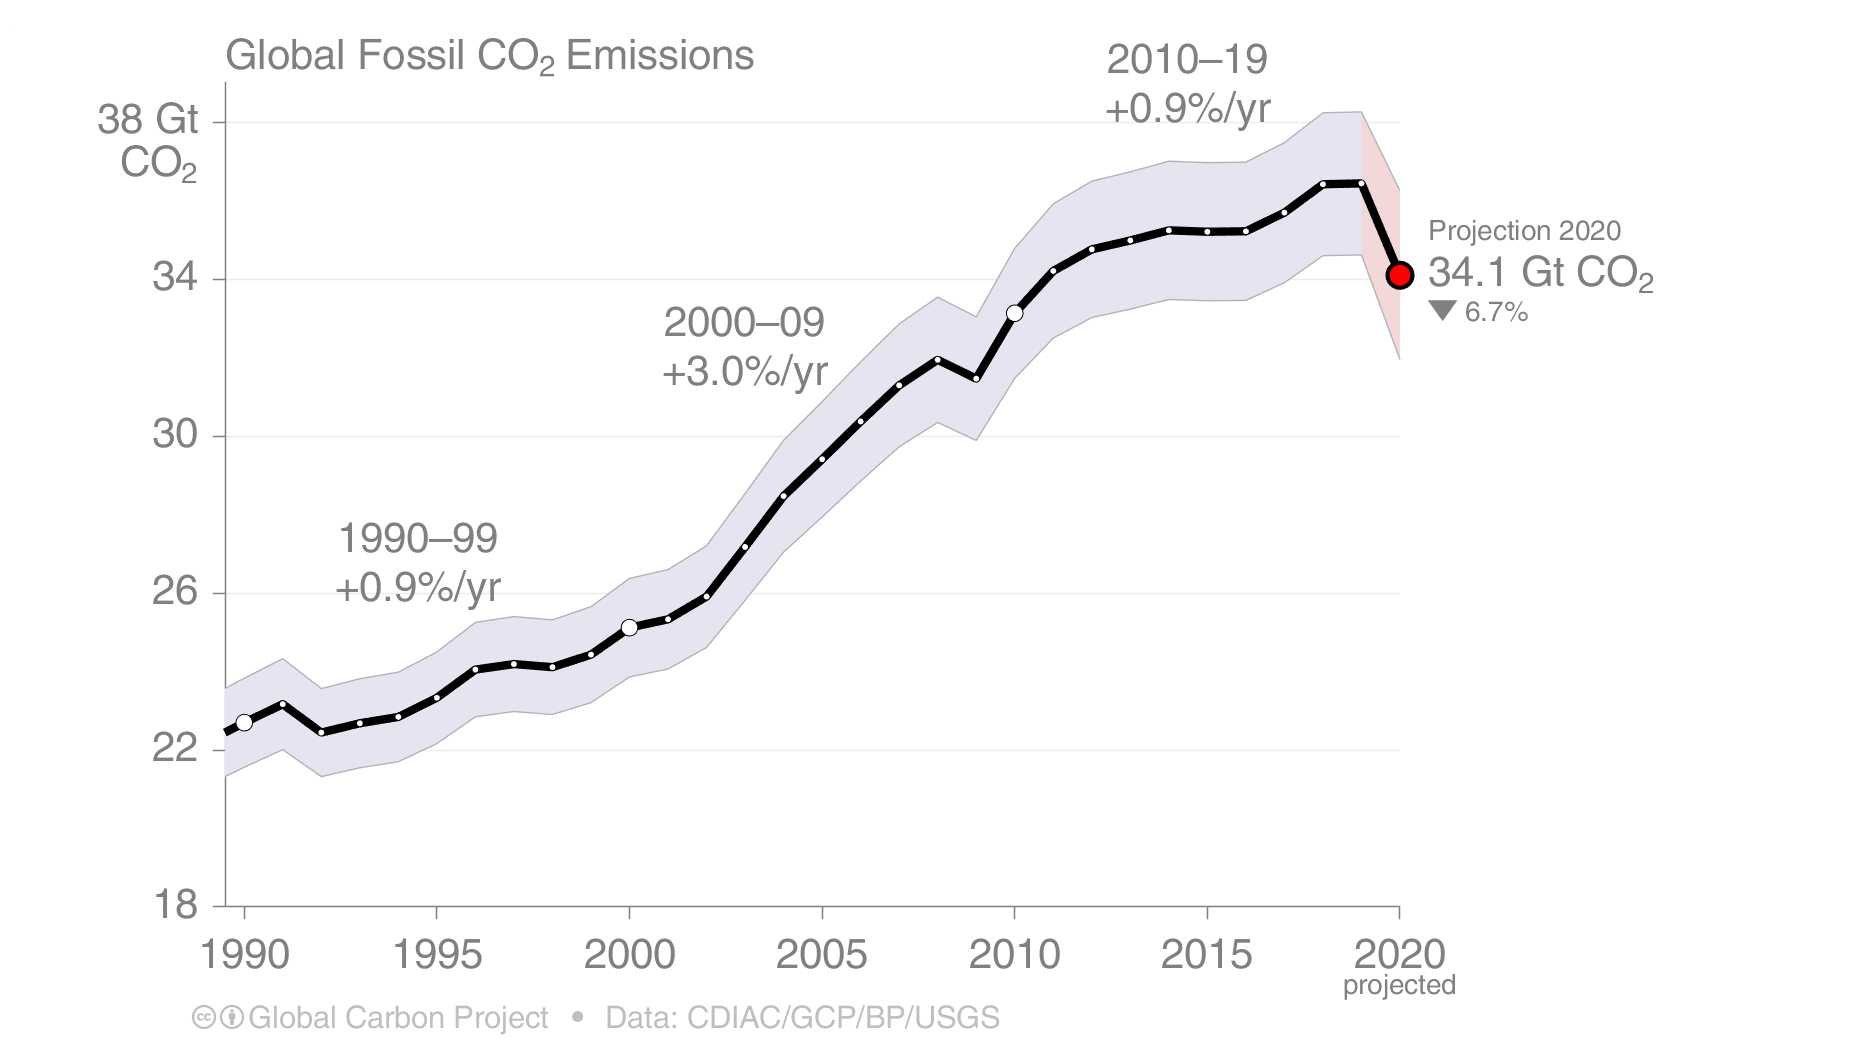 Global Fossil CO₂ Emissions
2010–19
+0.9%/yr
38 Gt
CO₂
Projection 2020
34.1 Gt CO₂
▼ 6.7%
34
2000–09
+3.0%/yr
30
1990–99
+0.9%/yr
26
22
18
1990 1995 2000 2005 2010 2015 2020
projected
cc Global Carbon Project • Data: CDIAC/GCP/BP/USGS